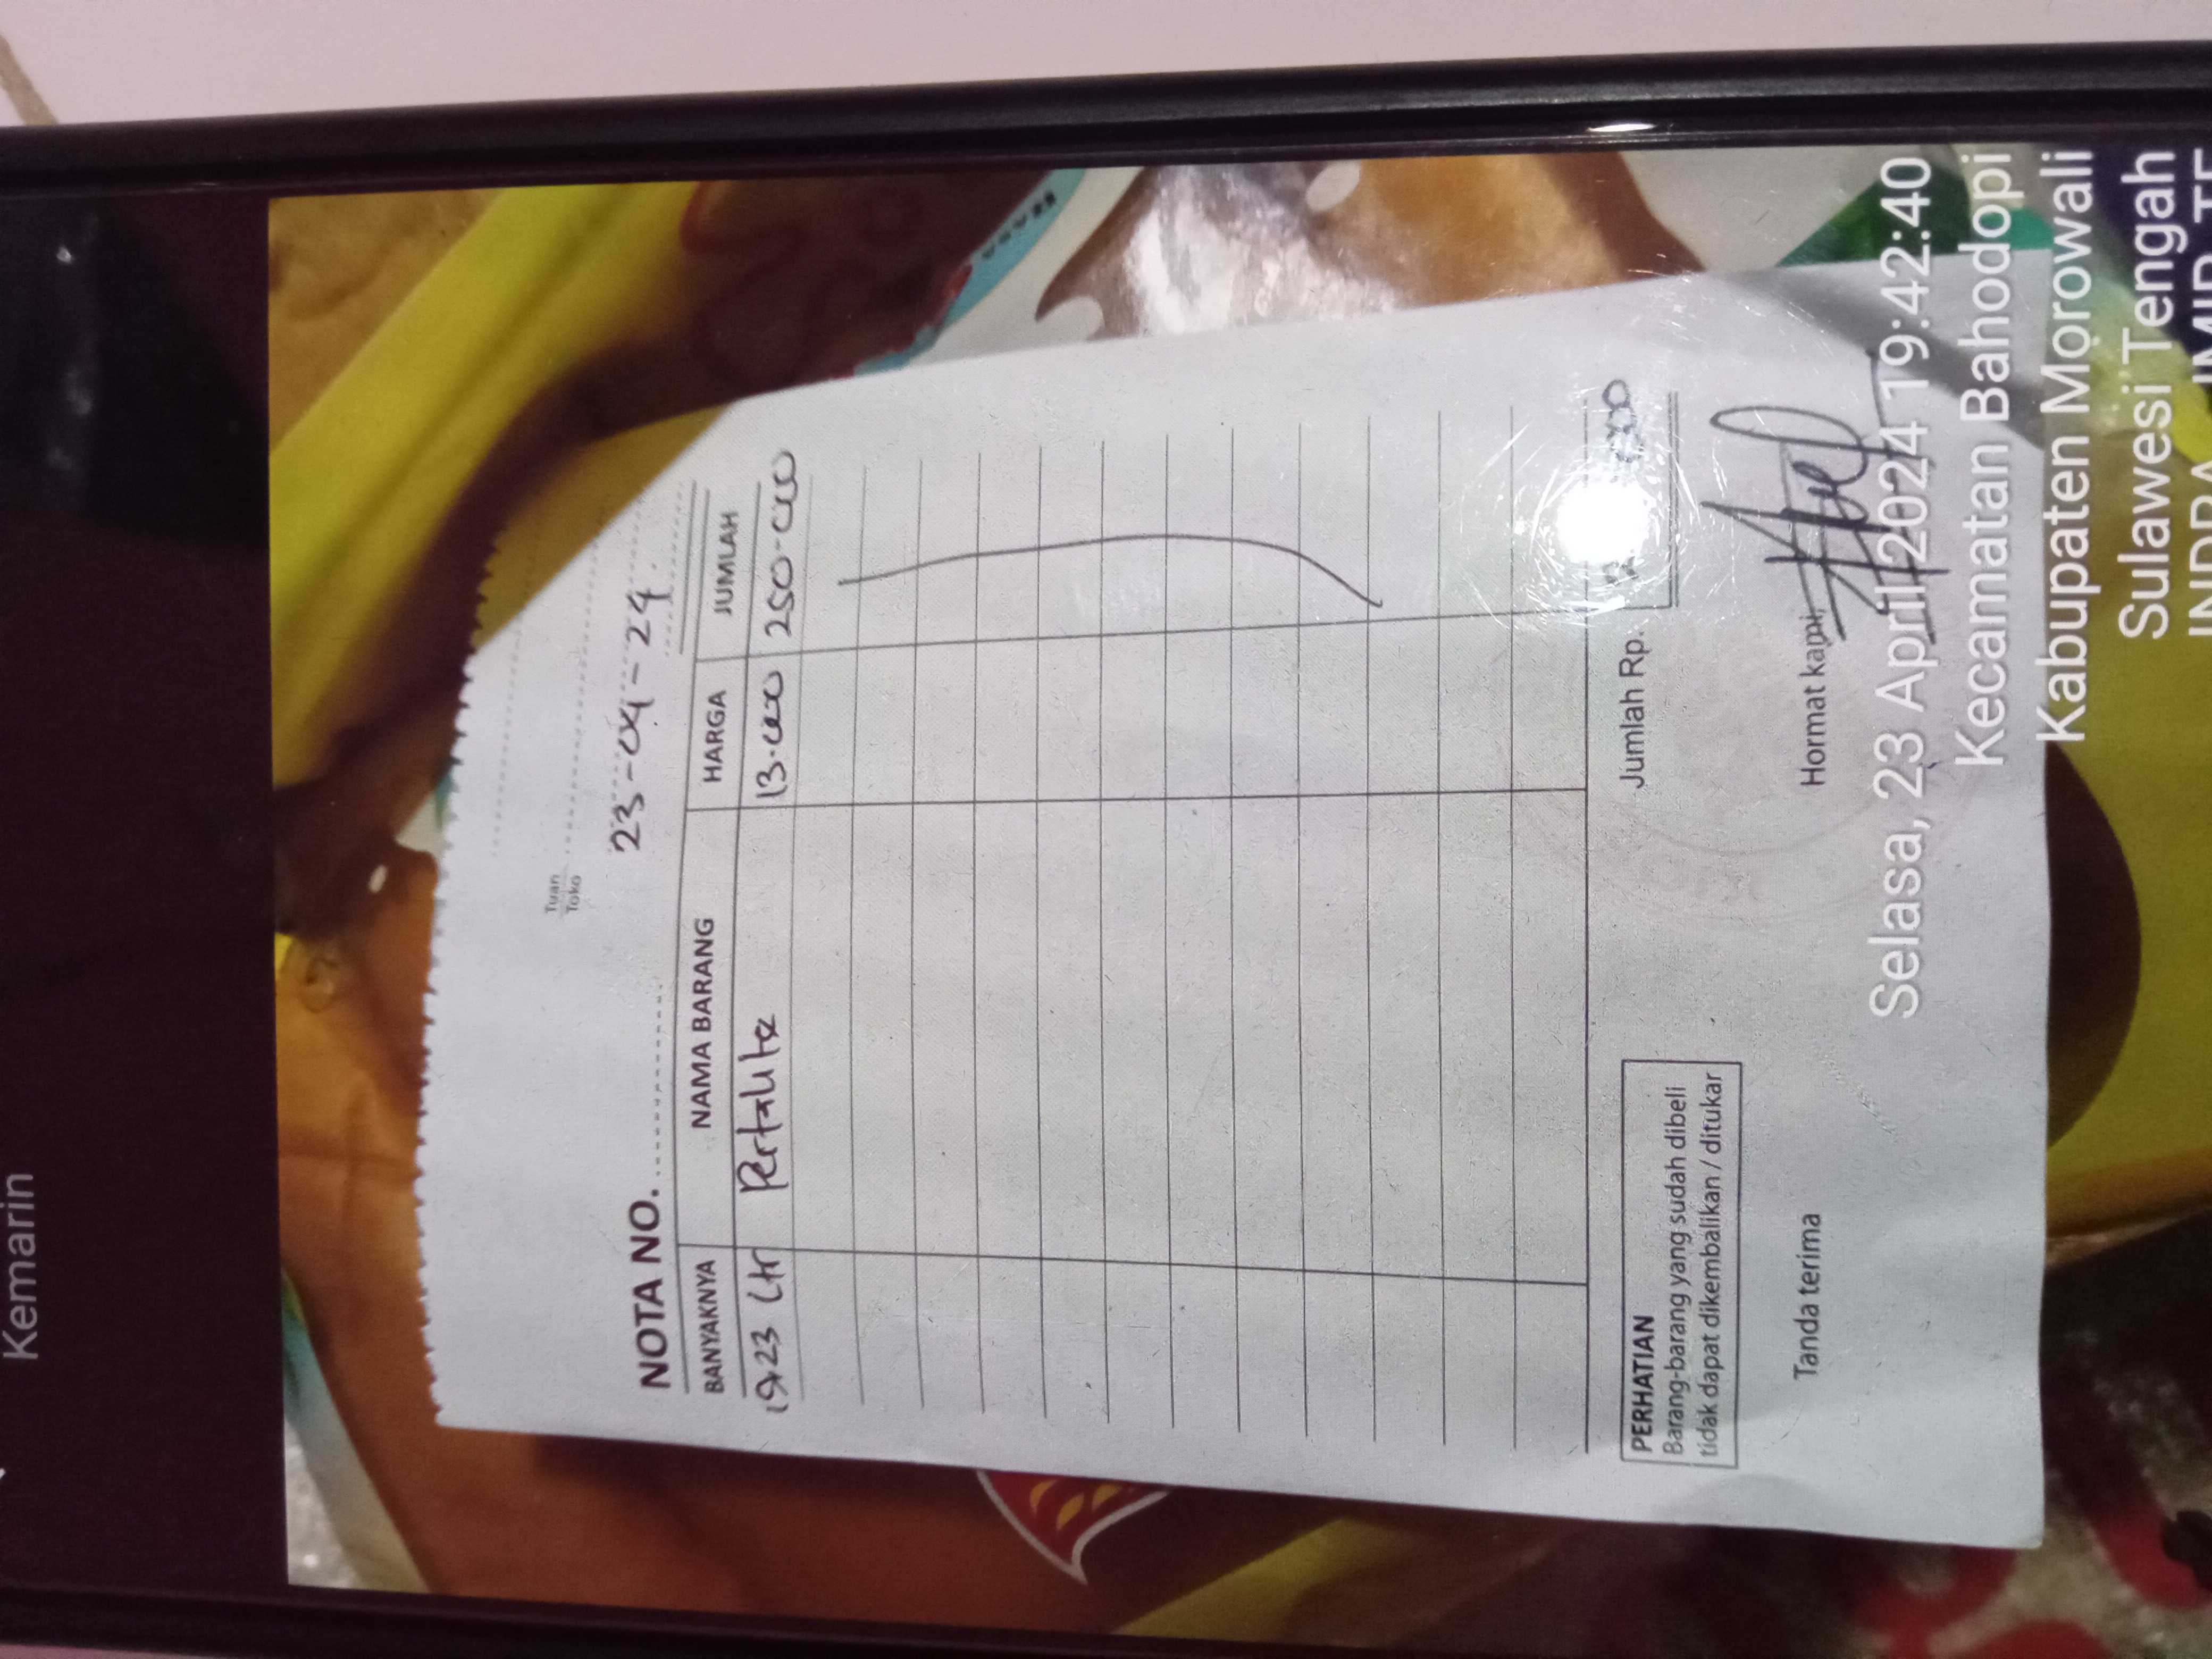 Kemarin
Tuan
Toko
23-04-24
NOTA NO.
BANYAKNYA NAMA BARANG HARGA JUMLAH
19,23 Ltr Pertalite 13.000 250.000
Jumlah Rp.
PERHATIAN
Barang-barang yang sudah dibeli
tidak dapat dikembalikan / ditukar
Tanda terima Hormat kami,
Selasa, 23 April 2024 19:42:40
Kecamatan Bahodopi
Kabupaten Morowali
Sulawesi Tengah